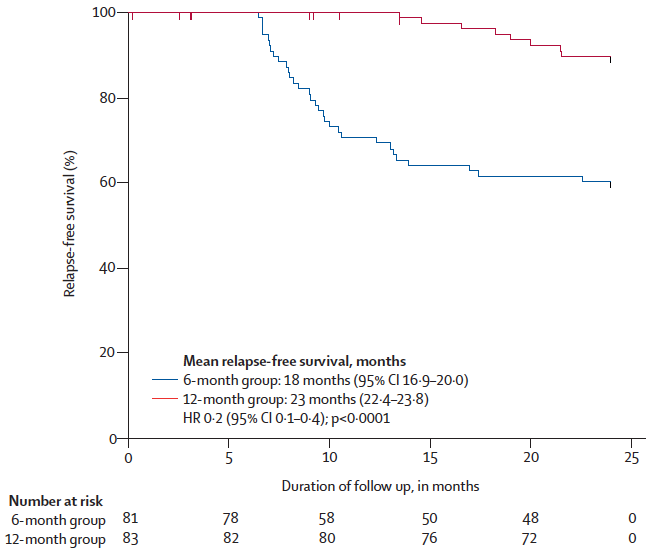 100
80
60
40
20
0
Relapse-free survival (%)
Mean relapse-free survival, months
6-month group: 18 months (95% CI 16·9–20·0)
12-month group: 23 months (22·4–23·8)
HR 0·2 (95% CI 0·1–0·4); p<0·0001
0 5 10 15 20 25
Duration of follow up, in months
Number at risk
6-month group 81 78 58 50 48 0
12-month group 83 82 80 76 72 0